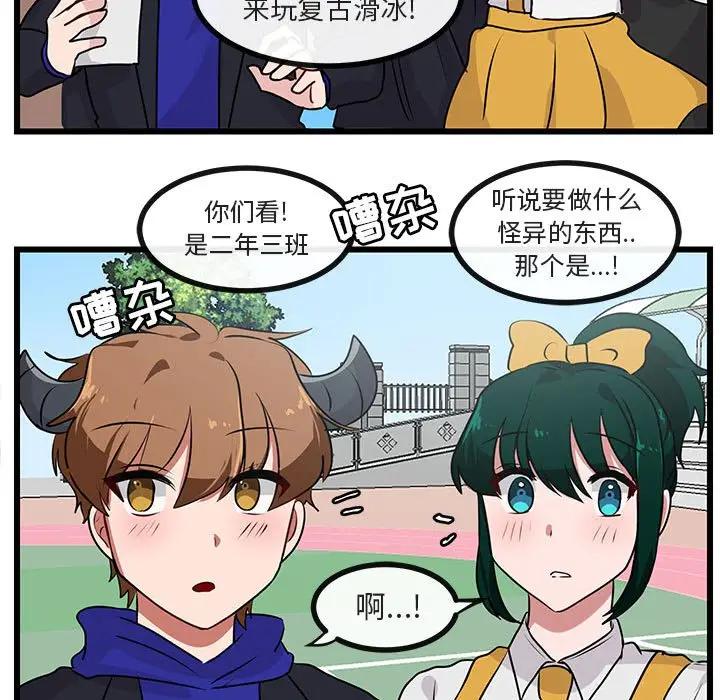 来玩复古滑冰!
你们看!
是二年三班
嘈杂
听说要做什么
怪异的东西..
那个是...!
嘈杂
啊...!